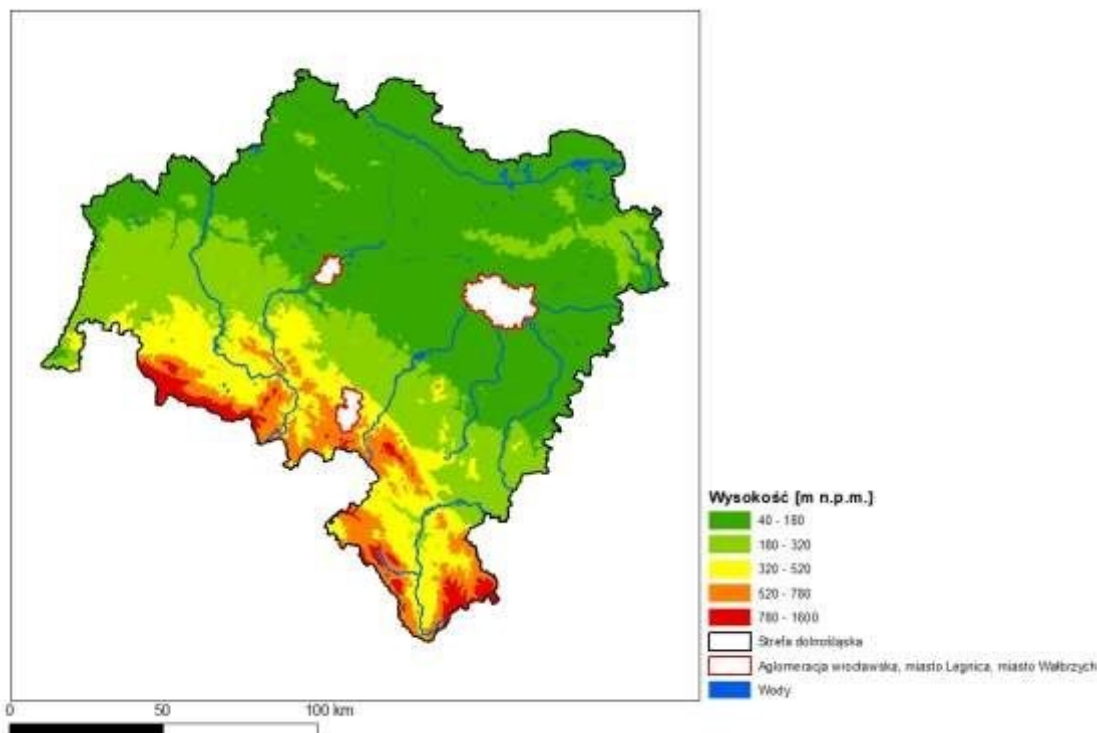 Wysokość [m n.p.m.]
40 - 180
180 - 320
320 - 520
520 - 780
780 - 1600
Strefa dolnośląska
Aglomeracja wrocławska, miasto Legnica, miasto Wałbrzych
Wody
0 50 100 km